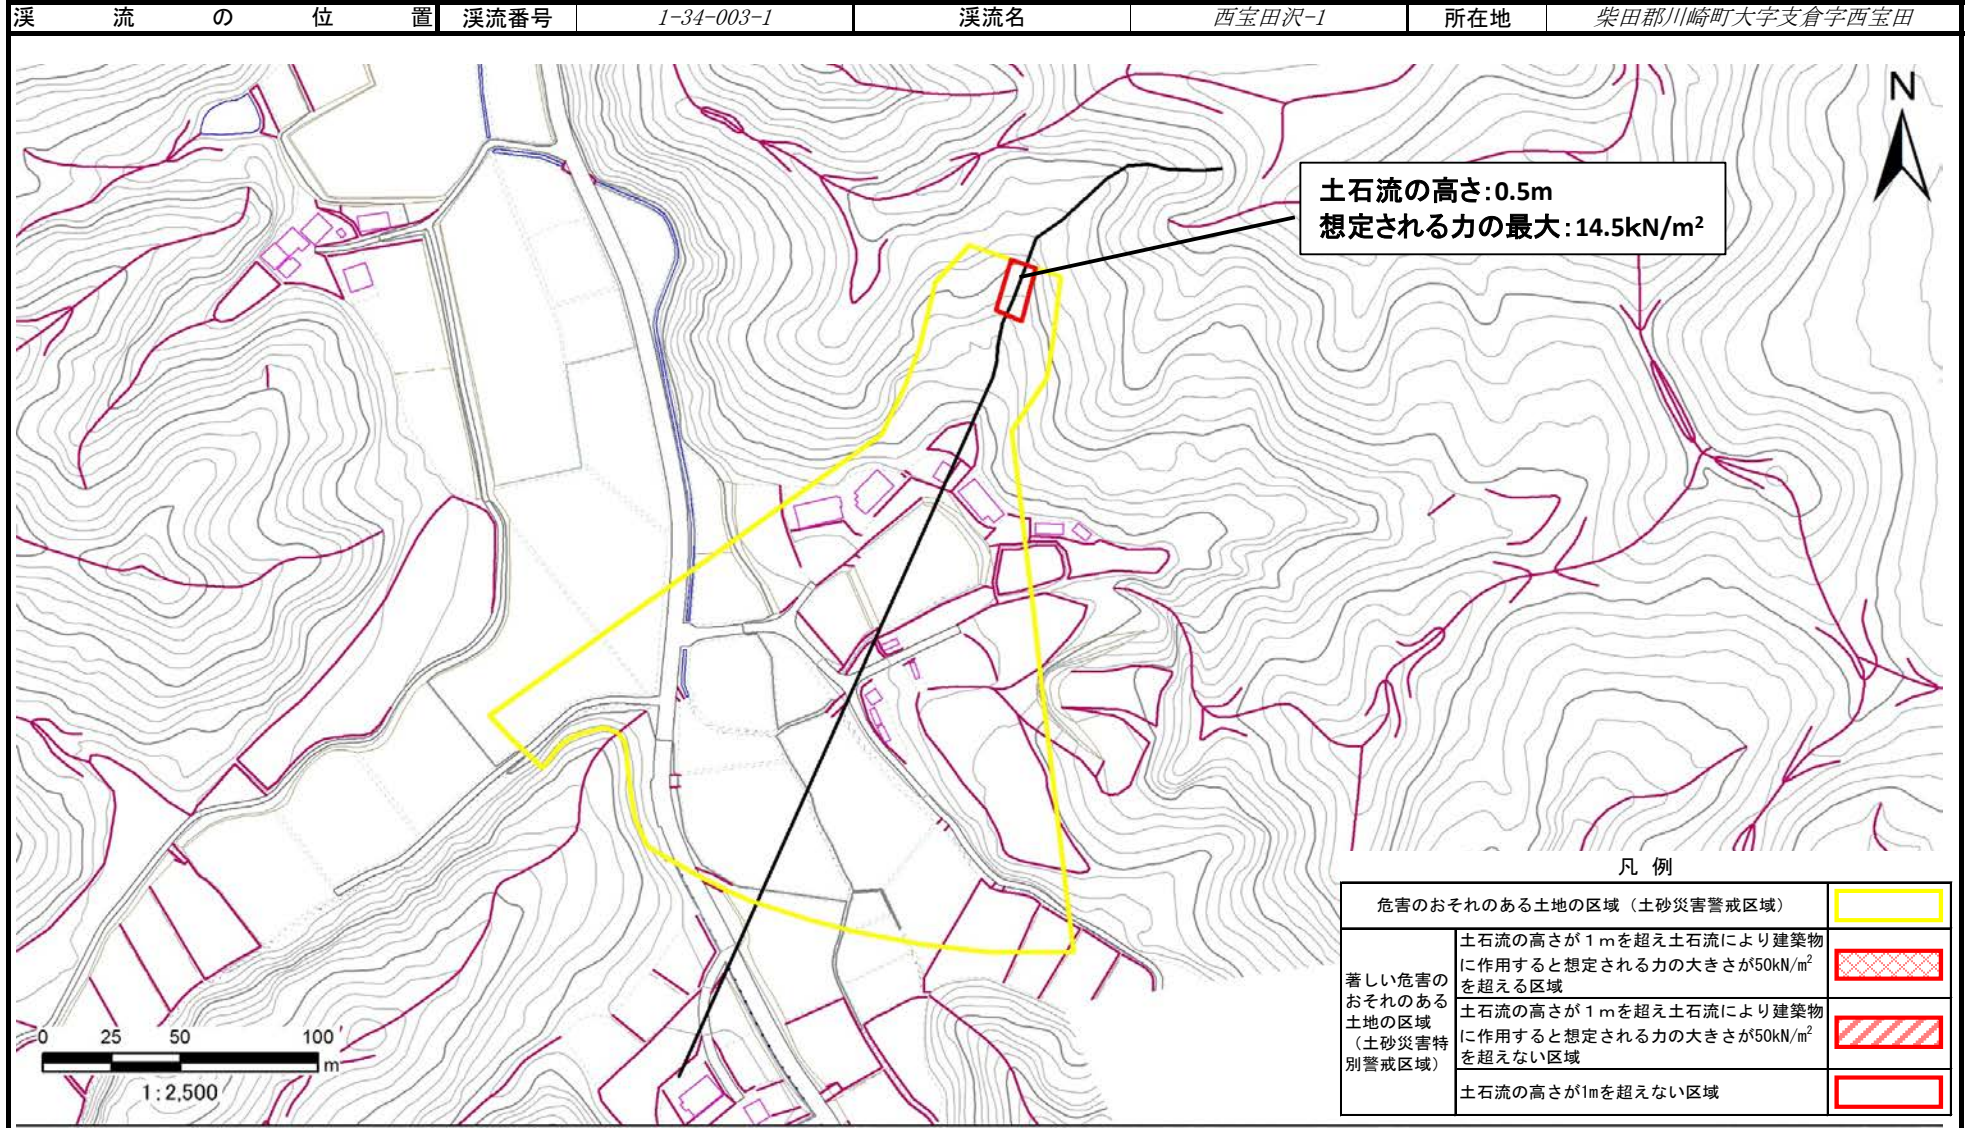 渓流の位置 渓流番号 1-34-003-1 渓流名 西宝田沢-1 所在地 柴田郡川崎町大字支倉字西宝田
N
土石流の高さ:0.5m
想定される力の最大:14.5kN/m²
凡 例
危害のおそれのある土地の区域（土砂災害警戒区域）
著しい危害の
おそれのある
土地の区域
（土砂災害特
別警戒区域）
土石流の高さが１ｍを超え土石流により建築物
に作用すると想定される力の大きさが50kN/m²
を超える区域
土石流の高さが１ｍを超え土石流により建築物
に作用すると想定される力の大きさが50kN/m²
を超えない区域
土石流の高さが1mを超えない区域
0 25 50 100
m
1:2,500